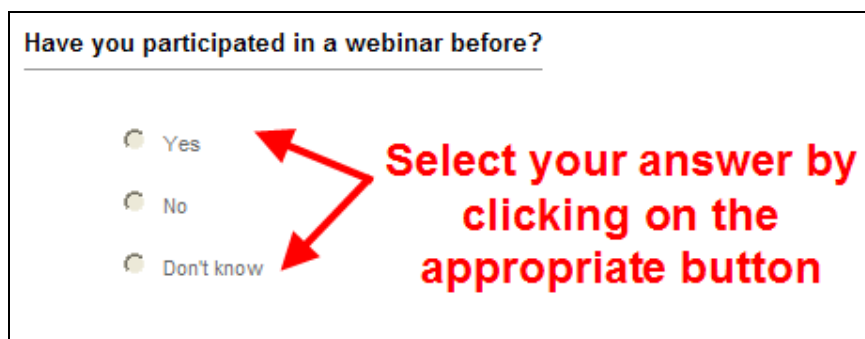 Have you participated in a webinar before?
Yes
No
Don't know
Select your answer by
clicking on the
appropriate button